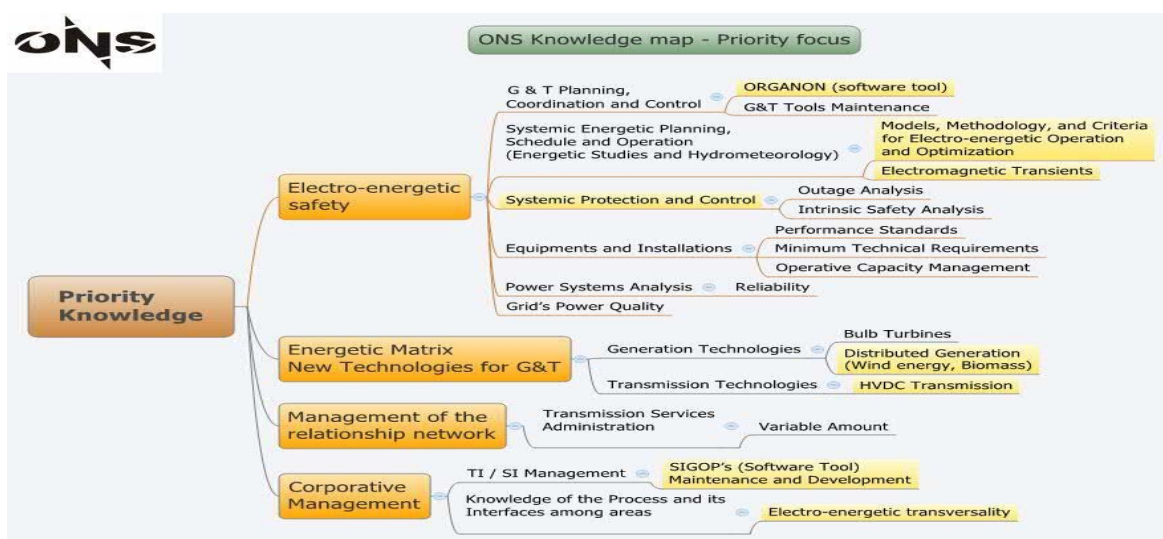 ONS
ONS Knowledge map - Priority focus
Priority
Knowledge
Electro-energetic
safety
G & T Planning,
Coordination and Control
ORGANON (software tool)
G&T Tools Maintenance
Systemic Energetic Planning,
Schedule and Operation
(Energetic Studies and Hydrometeorology)
Models, Methodology, and Criteria
for Electro-energetic Operation
and Optimization
Electromagnetic Transients
Systemic Protection and Control
Outage Analysis
Intrinsic Safety Analysis
Equipments and Installations
Performance Standards
Minimum Technical Requirements
Operative Capacity Management
Power Systems Analysis
Reliability
Grid's Power Quality
Energetic Matrix
New Technologies for G&T
Generation Technologies
Bulb Turbines
Distributed Generation
(Wind energy, Biomass)
Transmission Technologies
HVDC Transmission
Management of the
relationship network
Transmission Services
Administration
Variable Amount
Corporative
Management
TI / SI Management
SIGOP's (Software Tool)
Maintenance and Development
Knowledge of the Process and its
Interfaces among areas
Electro-energetic transversality